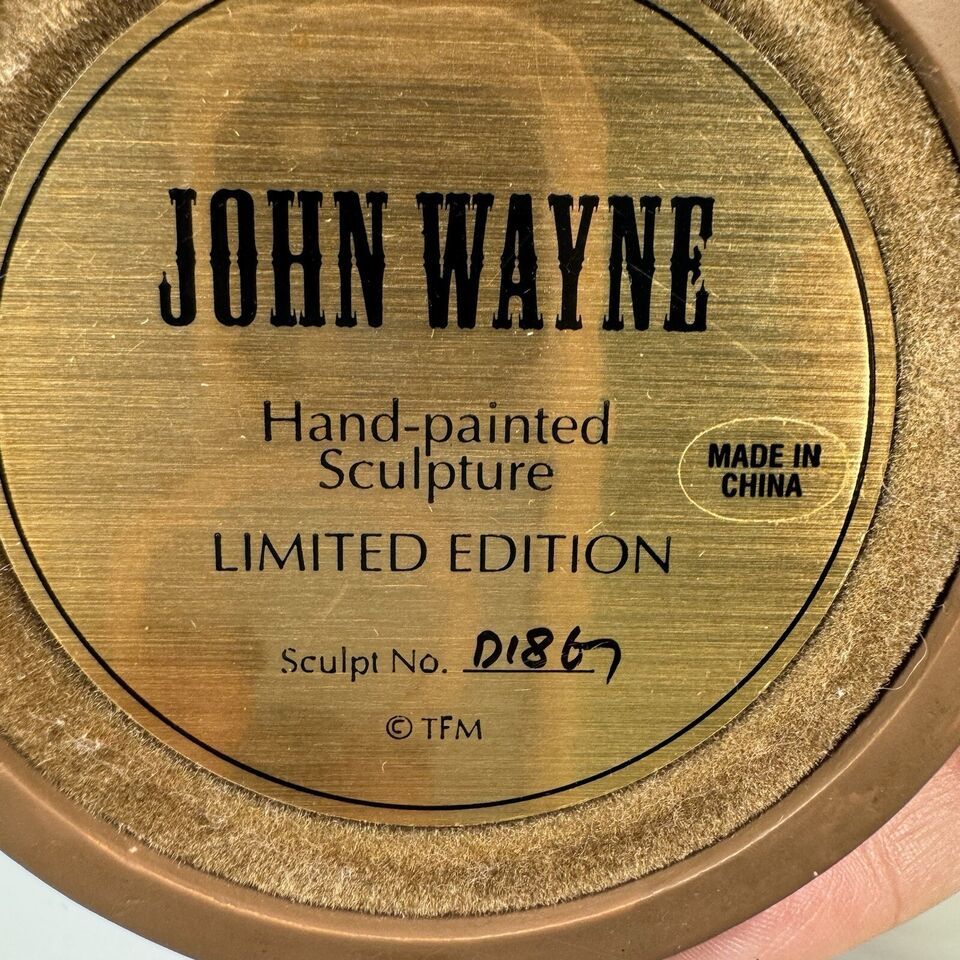 JOHN WAYNE
Hand-painted
Sculpture
MADE IN
CHINA
LIMITED EDITION
Sculpt No. D1867
© TFM